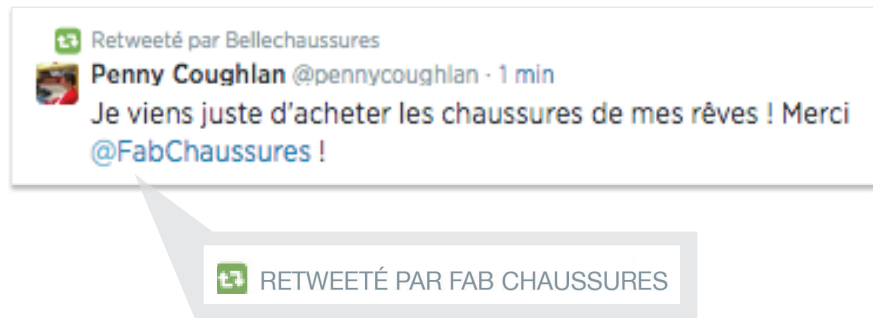 Retweeté par Bellechaussures
Penny Coughlan @pennycoughlan · 1 min
Je viens juste d'acheter les chaussures de mes rêves ! Merci
@FabChaussures !
RETWEETÉ PAR FAB CHAUSSURES